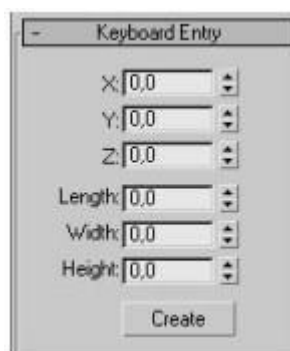 - Keyboard Entry
X: 0,0
Y: 0,0
Z: 0,0
Length: 0,0
Width: 0,0
Height: 0,0
Create